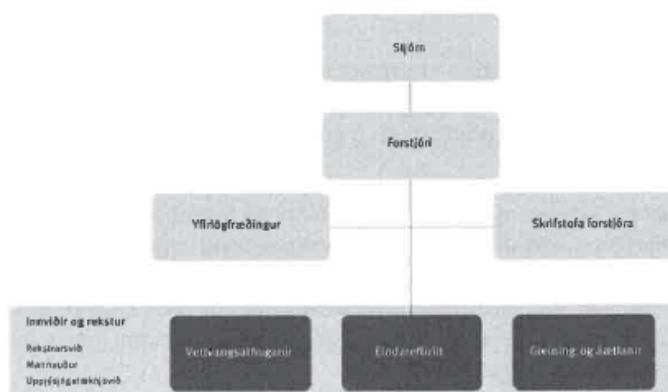 Stjórn
Forstjóri
Yfirlögfræðingur
Skrifstofa forstjóra
Innviðir og rekstur
Rekstrarsvið
Mannauður
Upplýsingatæknisvið
Vettvangsathuganir
Eindareftirlit
Greining og áætlanir